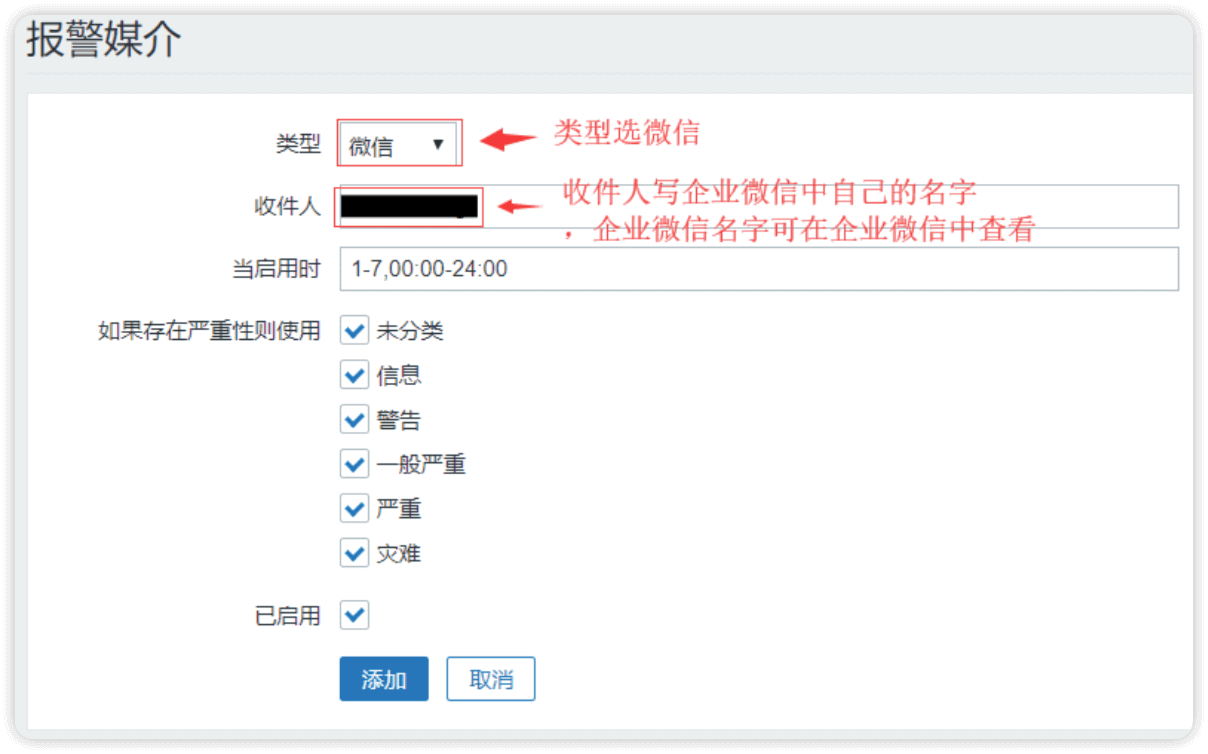 报警媒介
类型 微信 ▼ 类型选微信
收件人 收件人写企业微信中自己的名字
，企业微信名字可在企业微信中查看
当启用时 1-7,00:00-24:00
如果存在严重性则使用 未分类
信息
警告
一般严重
严重
灾难
已启用
添加 取消